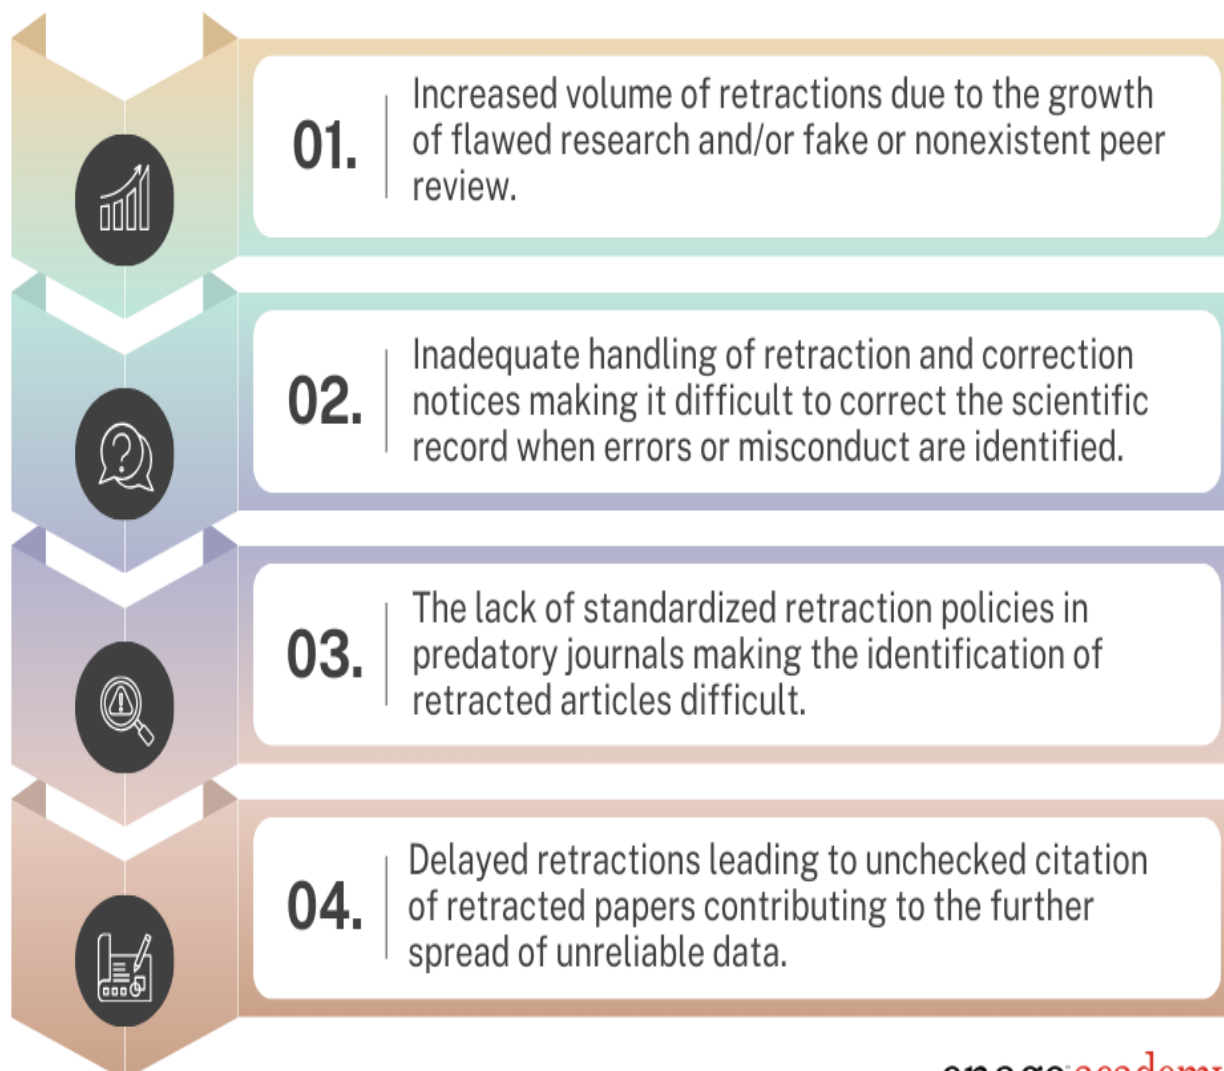 01.
Increased volume of retractions due to the growth
of flawed research and/or fake or nonexistent peer
review.
02.
Inadequate handling of retraction and correction
notices making it difficult to correct the scientific
record when errors or misconduct are identified.
03.
The lack of standardized retraction policies in
predatory journals making the identification of
retracted articles difficult.
04.
Delayed retractions leading to unchecked citation
of retracted papers contributing to the further
spread of unreliable data.
enago academy